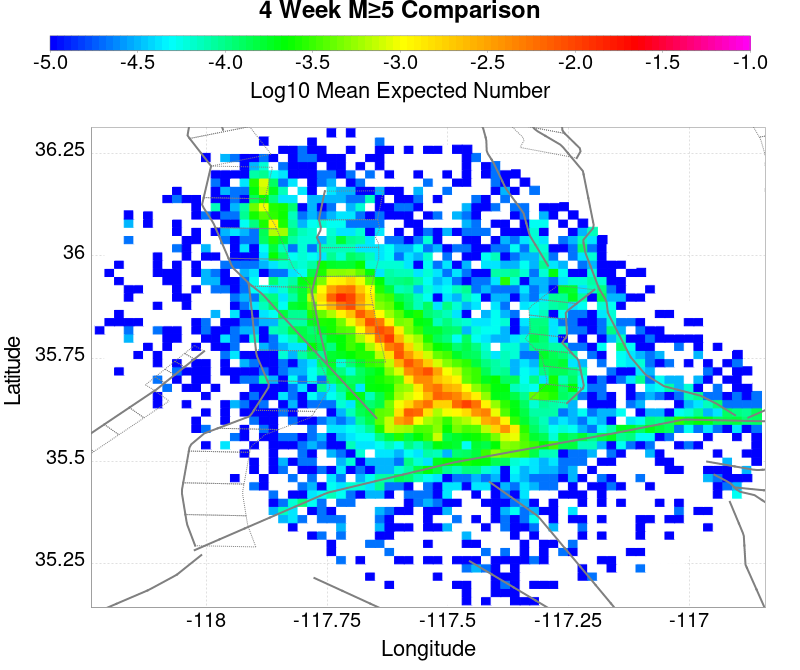 4 Week M≥5 Comparison
-5.0 -4.5 -4.0 -3.5 -3.0 -2.5 -2.0 -1.5 -1.0
Log10 Mean Expected Number
36.25
36
35.75
35.5
35.25
Latitude
-118 -117.75 -117.5 -117.25 -117
Longitude